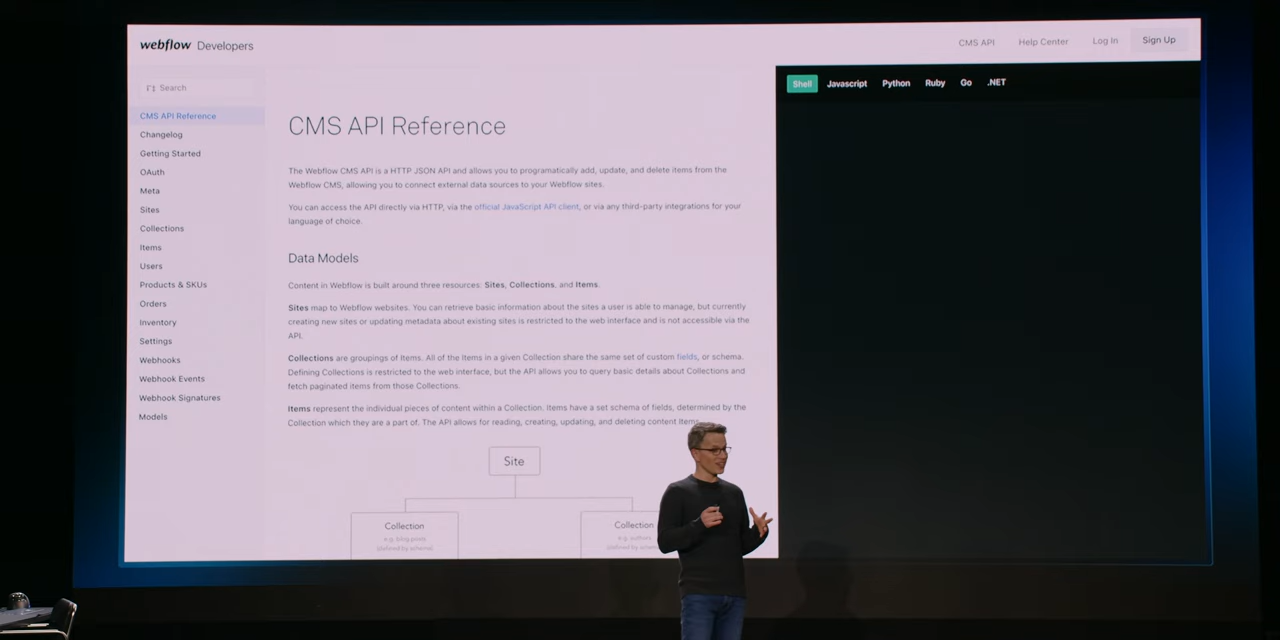 webflow Developers
CMS API Help Center Log In Sign Up
Search
CMS API Reference
Changelog
Getting Started
OAuth
Meta
Sites
Collections
Items
Users
Products & SKUs
Orders
Inventory
Settings
Webhooks
Webhook Events
Webhook Signatures
Models
CMS API Reference
The Webflow CMS API is a HTTP JSON API and allows you to programatically add, update, and delete items from the
Webflow CMS, allowing you to connect external data sources to your Webflow sites.
You can access the API directly via HTTP, via the official JavaScript API client, or via any third-party integrations for your
language of choice.
Data Models
Content in Webflow is built around three resources: Sites, Collections, and Items.
Sites map to Webflow websites. You can retrieve basic information about the sites a user is able to manage, but currently
creating new sites or updating metadata about existing sites is restricted to the web interface and is not accessible via the
API.
Collections are groupings of Items. All of the Items in a given Collection share the same set of custom fields, or schema.
Defining Collections is restricted to the web interface, but the API allows you to query basic details about Collections and
fetch paginated items from those Collections.
Items represent the individual pieces of content within a Collection. Items have a set schema of fields, determined by the
Collection which they are a part of. The API allows for reading, creating, updating, and deleting content Items.
Site
Collection
e.g. blog posts
(defined by schema)
Collection
e.g. authors
(defined by schema
Shell Javascript Python Ruby Go .NET